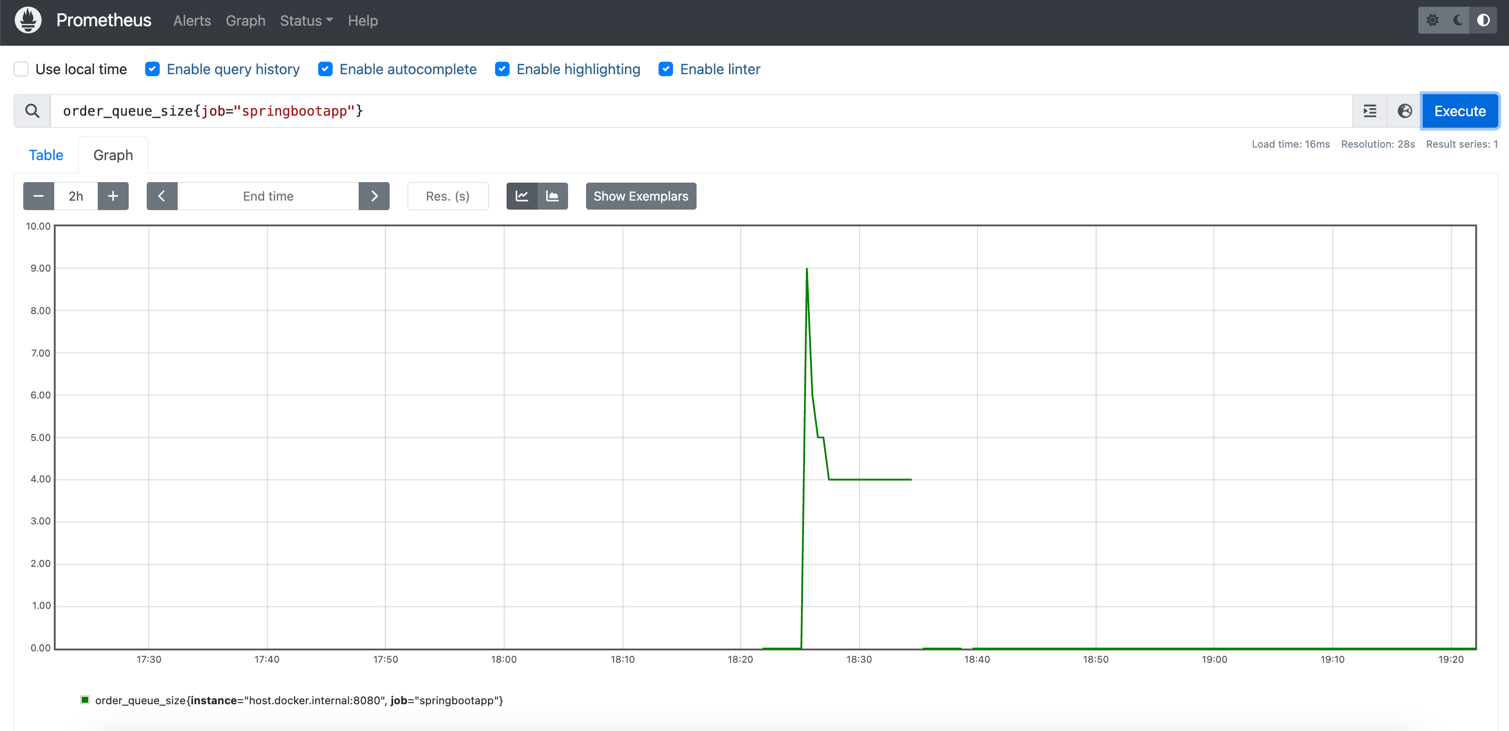 Prometheus Alerts Graph Status Help
Use local time Enable query history Enable autocomplete Enable highlighting Enable linter
order_queue_size{job="springbootapp"} Execute
Load time: 16ms Resolution: 28s Result series: 1
Table Graph
2h End time Res. (s) Show Exemplars
10.00
9.00
8.00
7.00
6.00
5.00
4.00
3.00
2.00
1.00
0.00
17:30 17:40 17:50 18:00 18:10 18:20 18:30 18:40 18:50 19:00 19:10 19:20
order_queue_size{instance="host.docker.internal:8080", job="springbootapp"}